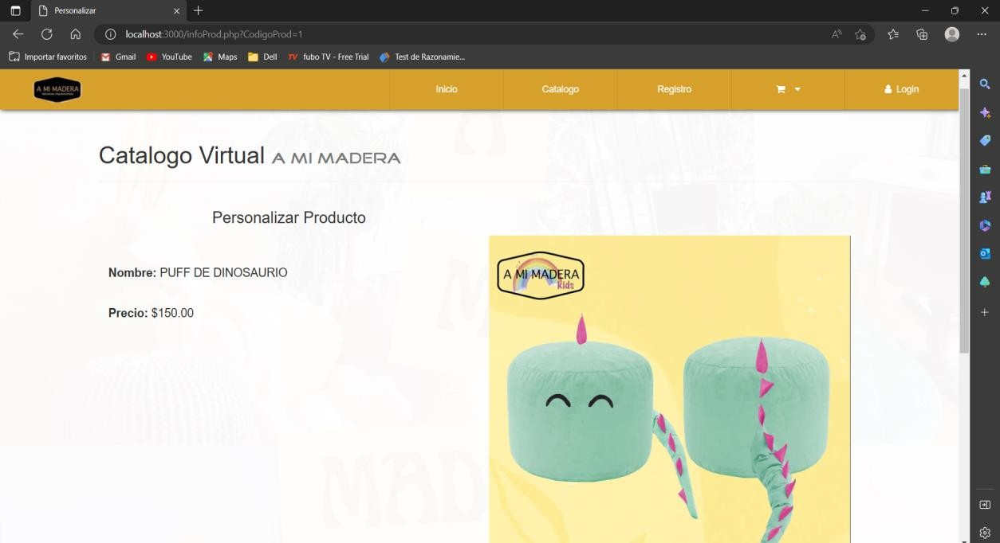 Personalizar
localhost:3000/infoProd.php?CodigoProd=1
Importar favoritos
Gmail
YouTube
Maps
Dell
fubo TV - Free Trial
Test de Razonamie...
A MI MADERA
Inicio
Catalogo
Registro
Login
Catalogo Virtual A MI MADERA
Personalizar Producto
Nombre: PUFF DE DINOSAURIO
Precio: $150.00
A MI MADERA
kids